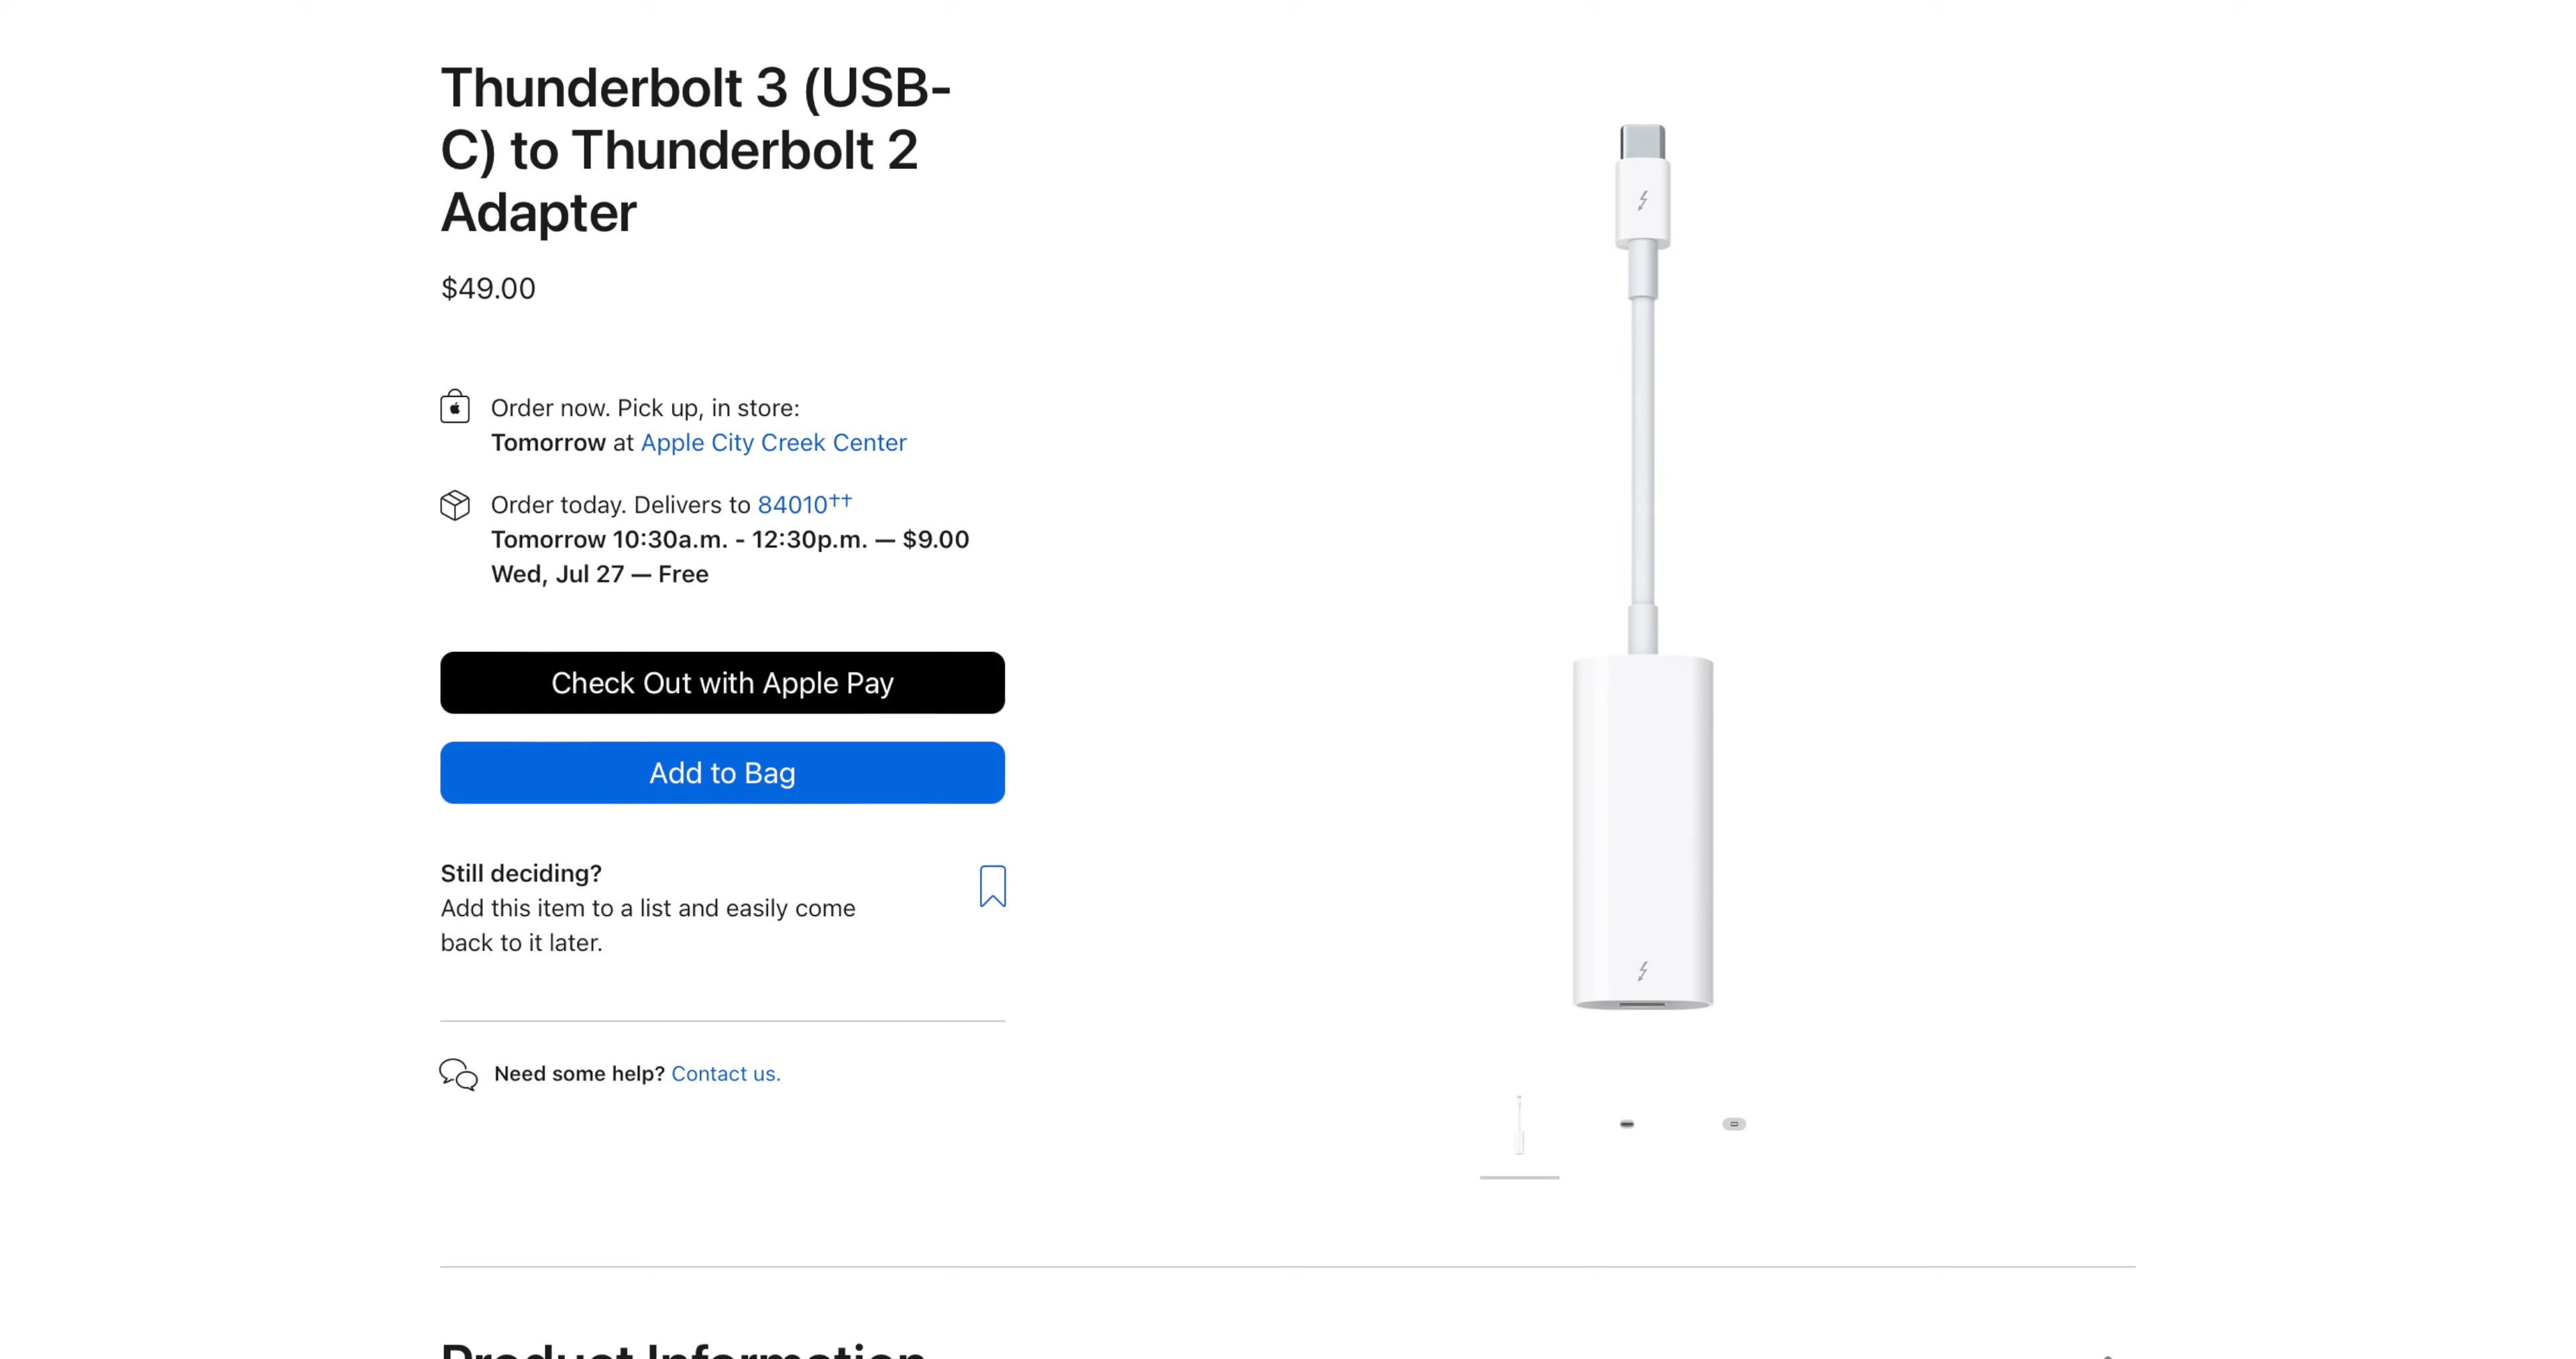 Thunderbolt 3 (USB-
C) to Thunderbolt 2
Adapter
$49.00
Order now. Pick up, in store:
Tomorrow at Apple City Creek Center
Order today. Delivers to 84010††
Tomorrow 10:30a.m. - 12:30p.m. — $9.00
Wed, Jul 27 — Free
Check Out with Apple Pay
Add to Bag
Still deciding?
Add this item to a list and easily come
back to it later.
Need some help? Contact us.
Product Information